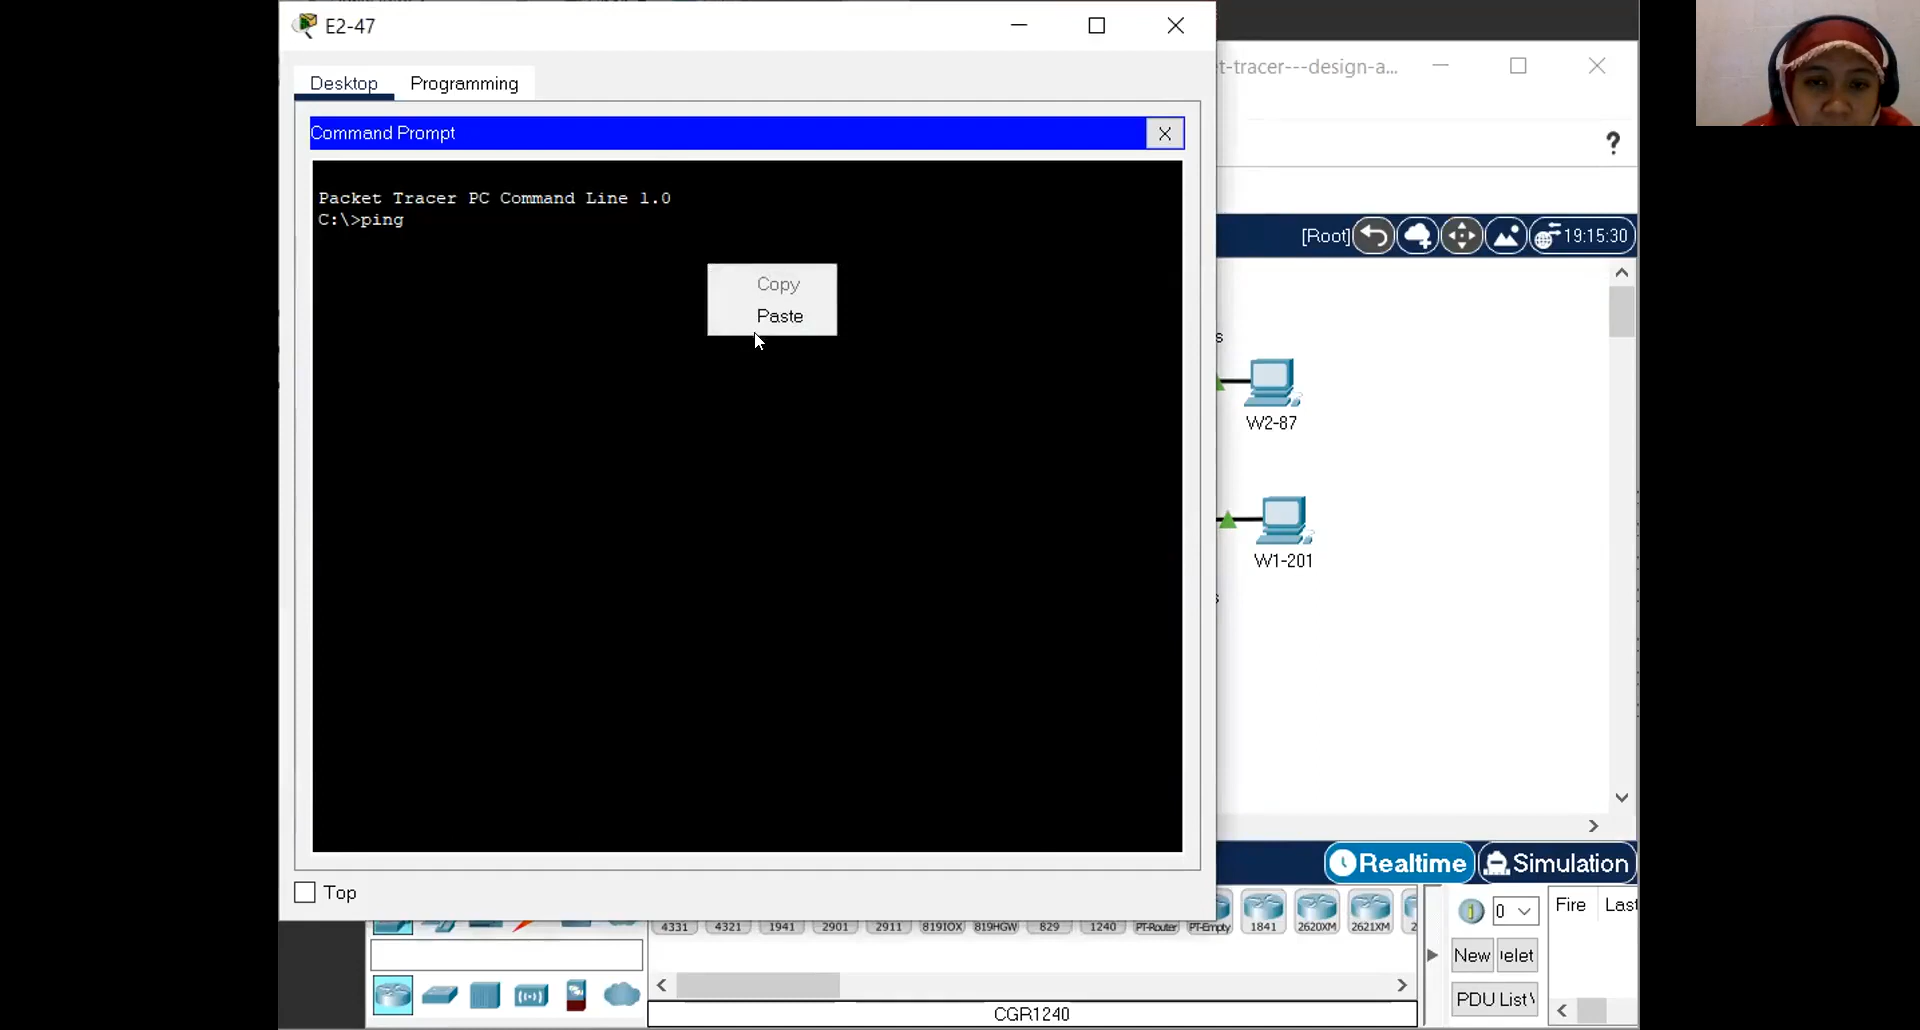 E2-47
t-tracer---design-a...
Desktop
Programming
Command Prompt
X
?
Packet Tracer PC Command Line 1.0
C:\>ping
[Root]
19:15:30
Copy
Paste
s
W2-87
W1-201
s
Realtime
Simulation
Top
4331
4321
1941
2901
2911
819IOX
819HGW
829
1240
PT-Router
PT-Empty
1841
2620XM
2621XM
2
0
Fire
Last
New
elet
PDU List
CGR1240